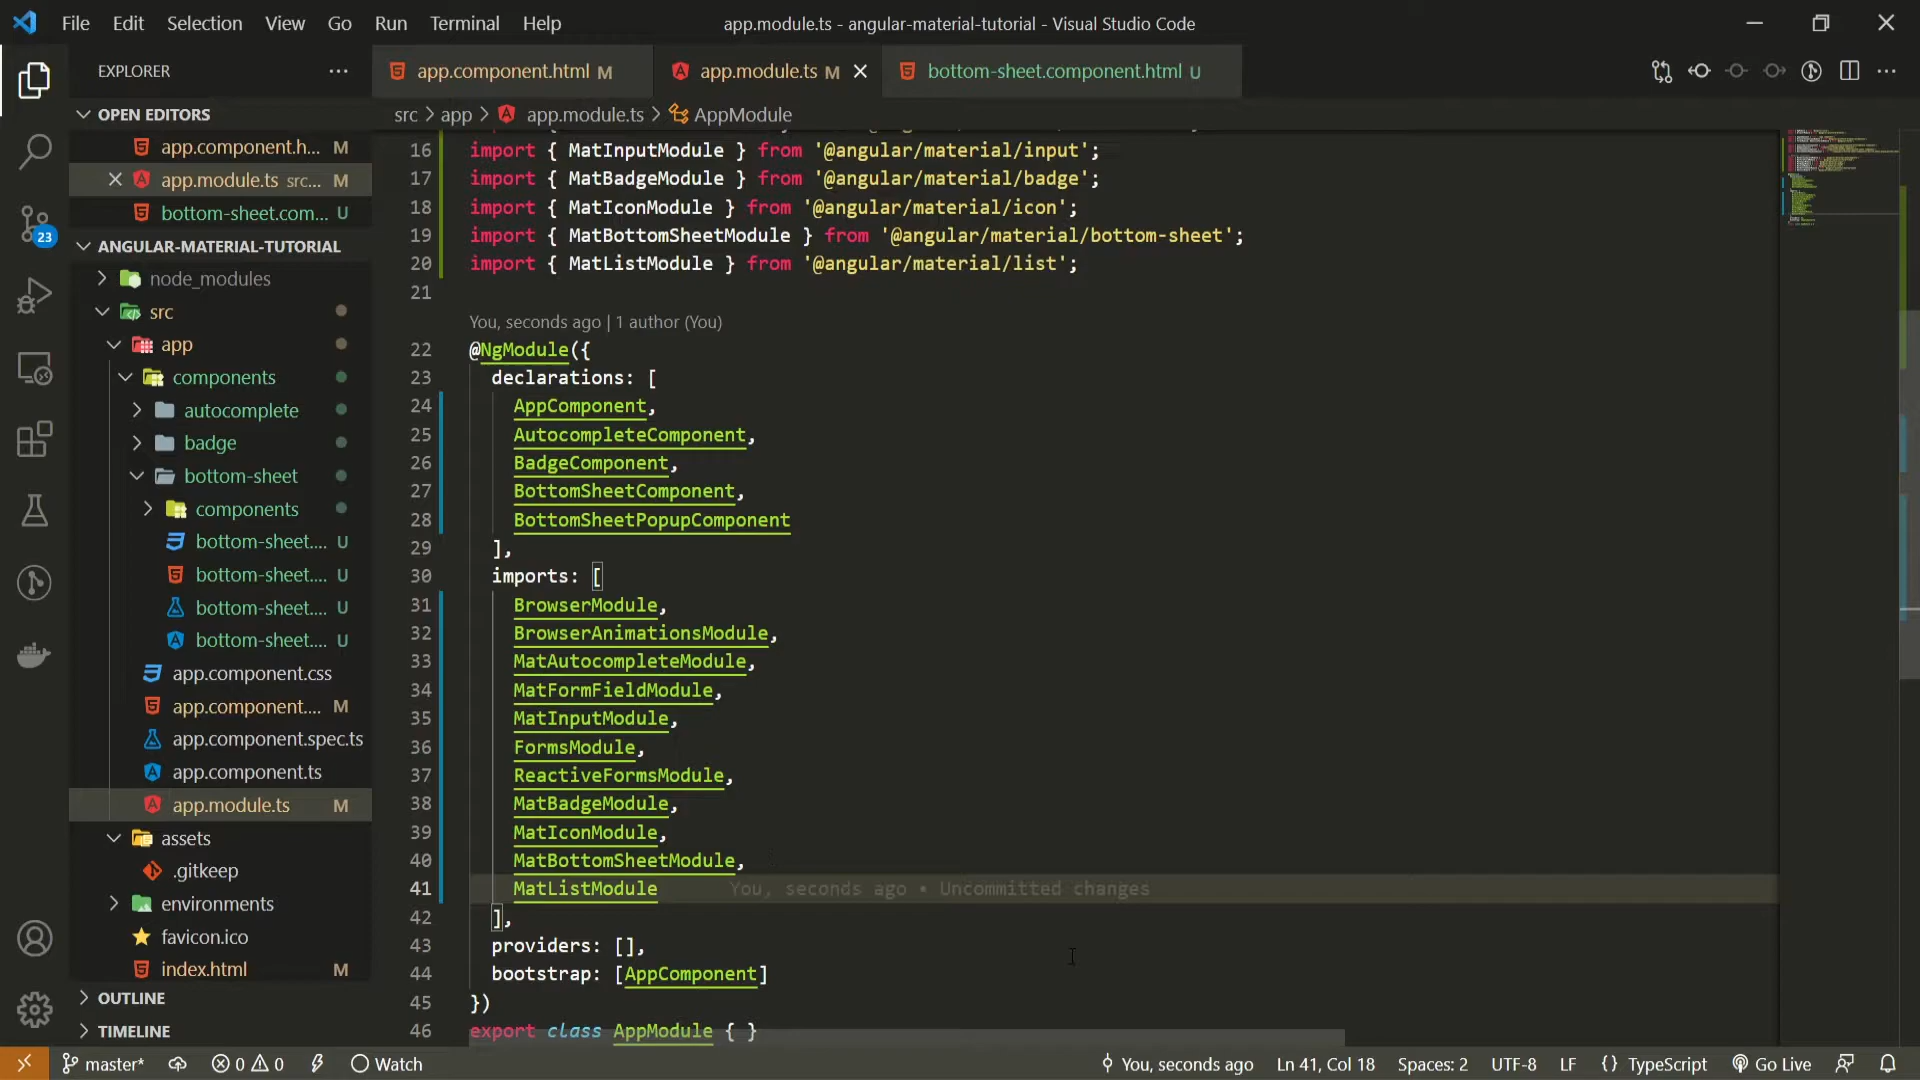 File Edit Selection View Go Run Terminal Help
app.module.ts - angular-material-tutorial - Visual Studio Code
EXPLORER
app.component.html M
app.module.ts M
bottom-sheet.component.html U
OPEN EDITORS
app.component.h... M
app.module.ts src... M
bottom-sheet.com... U
ANGULAR-MATERIAL-TUTORIAL
node_modules
src
app
components
autocomplete
badge
bottom-sheet
components
bottom-sheet.... U
bottom-sheet.... U
bottom-sheet.... U
bottom-sheet.... U
app.component.css
app.component.... M
app.component.spec.ts
app.component.ts
app.module.ts M
assets
.gitkeep
environments
favicon.ico
index.html M
OUTLINE
TIMELINE
23
src > app > app.module.ts > AppModule
16 import { MatInputModule } from '@angular/material/input';
17 import { MatBadgeModule } from '@angular/material/badge';
18 import { MatIconModule } from '@angular/material/icon';
19 import { MatBottomSheetModule } from '@angular/material/bottom-sheet';
20 import { MatListModule } from '@angular/material/list';
21
You, seconds ago | 1 author (You)
22 @NgModule({
23 declarations: [
24 AppComponent,
25 AutocompleteComponent,
26 BadgeComponent,
27 BottomSheetComponent,
28 BottomSheetPopupComponent
29 ],
30 imports: [
31 BrowserModule,
32 BrowserAnimationsModule,
33 MatAutocompleteModule,
34 MatFormFieldModule,
35 MatInputModule,
36 FormsModule,
37 ReactiveFormsModule,
38 MatBadgeModule,
39 MatIconModule,
40 MatBottomSheetModule,
41 MatListModule You, seconds ago • Uncommitted changes
42 ],
43 providers: [],
44 bootstrap: [AppComponent]
45 })
46 export class AppModule { }
master* 0 0 Watch You, seconds ago Ln 41, Col 18 Spaces: 2 UTF-8 LF {} TypeScript Go Live